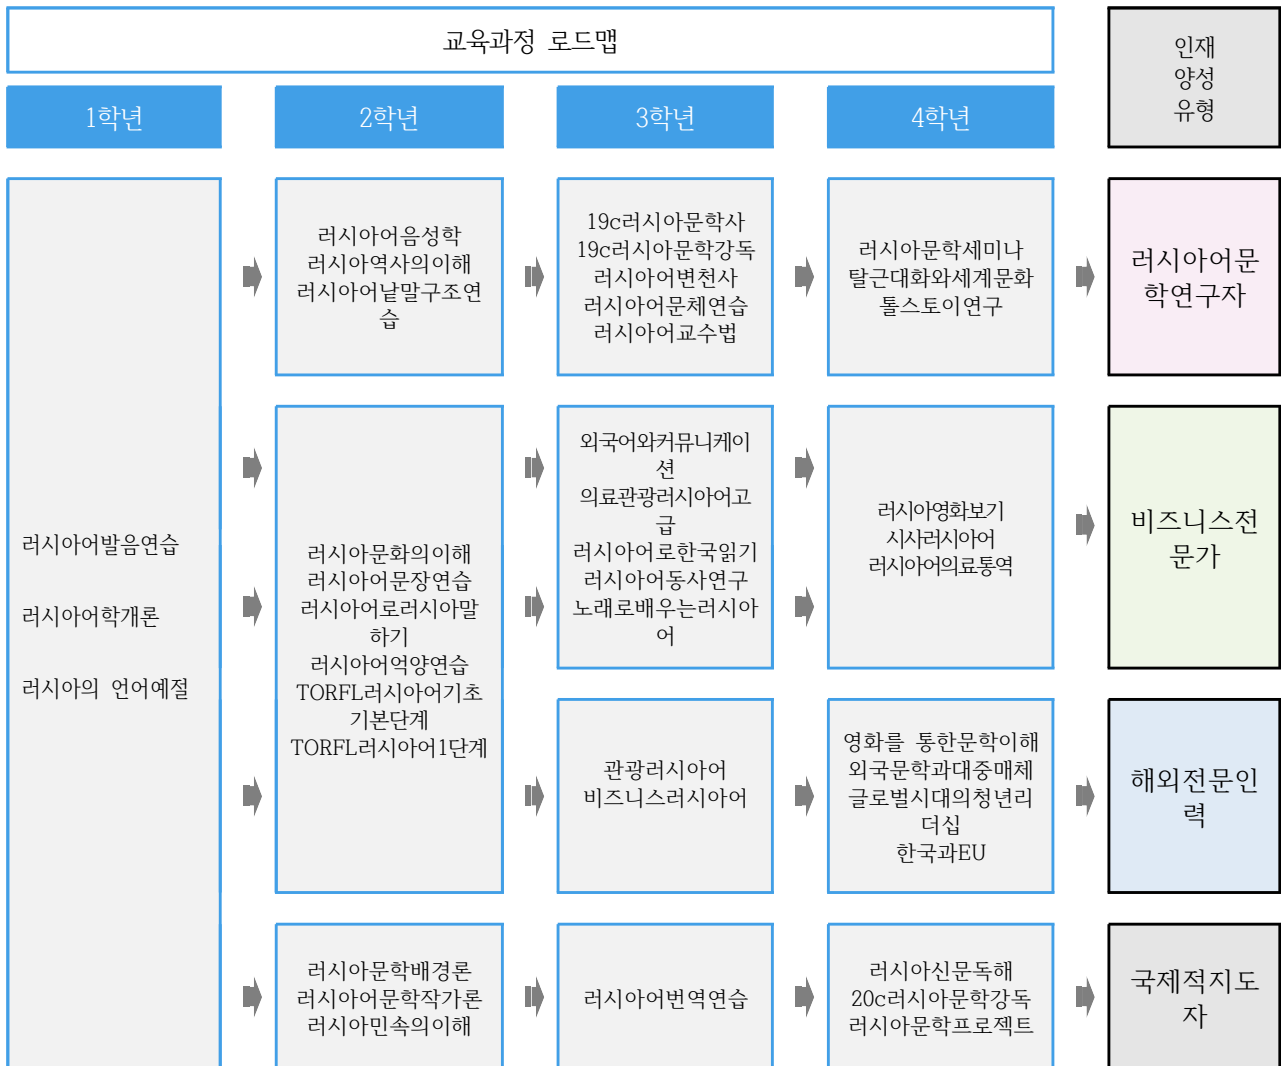 교육과정 로드맵
인재
양성
유형
1학년
2학년
3학년
4학년
러시아어발음연습
러시아어학개론
러시아의 언어예절
러시아어음성학
러시아역사의이해
러시아어낱말구조연
습
19c러시아문학사
19c러시아문학강독
러시아어변천사
러시아어문체연습
러시아어교수법
러시아문학세미나
탈근대화와세계문화
톨스토이연구
러시아어문
학연구자
러시아문화의이해
러시아어문장연습
러시아어로러시아말
하기
러시아어억양연습
TORFL러시아어기초
기본단계
TORFL러시아어1단계
외국어와커뮤니케이
션
의료관광러시아어고
급
러시아어로한국읽기
러시아어동사연구
노래로배우는러시아
어
러시아영화보기
시사러시아어
러시아어의료통역
비즈니스전
문가
관광러시아어
비즈니스러시아어
영화를 통한문학이해
외국문학과대중매체
글로벌시대의청년리
더십
한국과EU
해외전문인
력
러시아문학배경론
러시아어문학작가론
러시아민속의이해
러시아어번역연습
러시아신문독해
20c러시아문학강독
러시아문학프로젝트
국제적지도
자